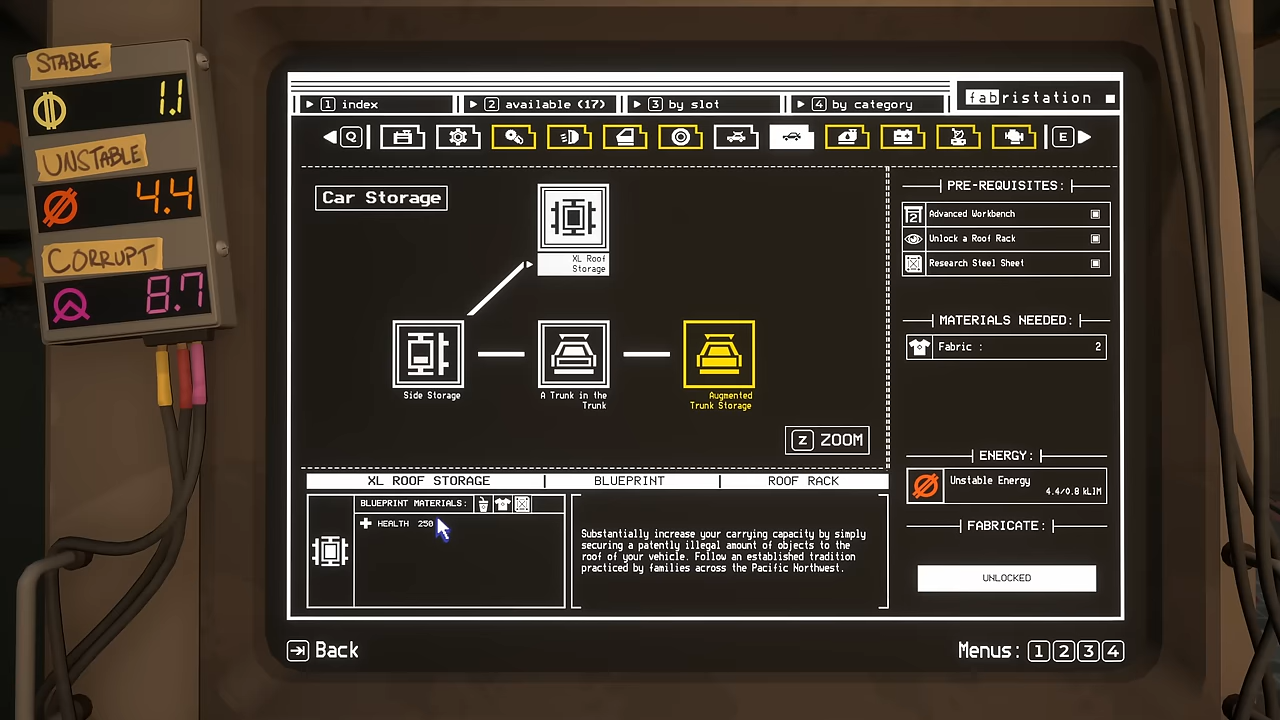 STABLE
1.1
UNSTABLE
4.4
CORRUPT
8.7
1 index
2 available (17)
3 by slot
4 by category
fabristation
Q
E
Car Storage
XL Roof
Storage
Side Storage
A Trunk in the
Trunk
Augmented
Trunk Storage
Z ZOOM
PRE-REQUISITES:
2 Advanced Workbench
Unlock a Roof Rack
Research Steel Sheet
MATERIALS NEEDED:
Fabric : 2
ENERGY:
Unstable Energy
4.4/0.8 kLIM
FABRICATE:
UNLOCKED
XL ROOF STORAGE
BLUEPRINT
ROOF RACK
BLUEPRINT MATERIALS:
HEALTH 250
Substantially increase your carrying capacity by simply
securing a patently illegal amount of objects to the
roof of your vehicle. Follow an established tradition
practiced by families across the Pacific Northwest.
Back
Menus: 1 2 3 4